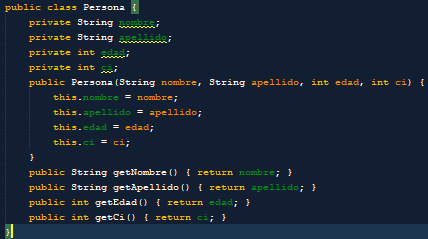 public class Persona {
private String nombre;
private String apellido;
private int edad;
private int ci;
public Persona(String nombre, String apellido, int edad, int ci) {
this.nombre = nombre;
this.apellido = apellido;
this.edad = edad;
this.ci = ci;
}
public String getNombre() { return nombre; }
public String getApellido() { return apellido; }
public int getEdad() { return edad; }
public int getCi() { return ci; }
}